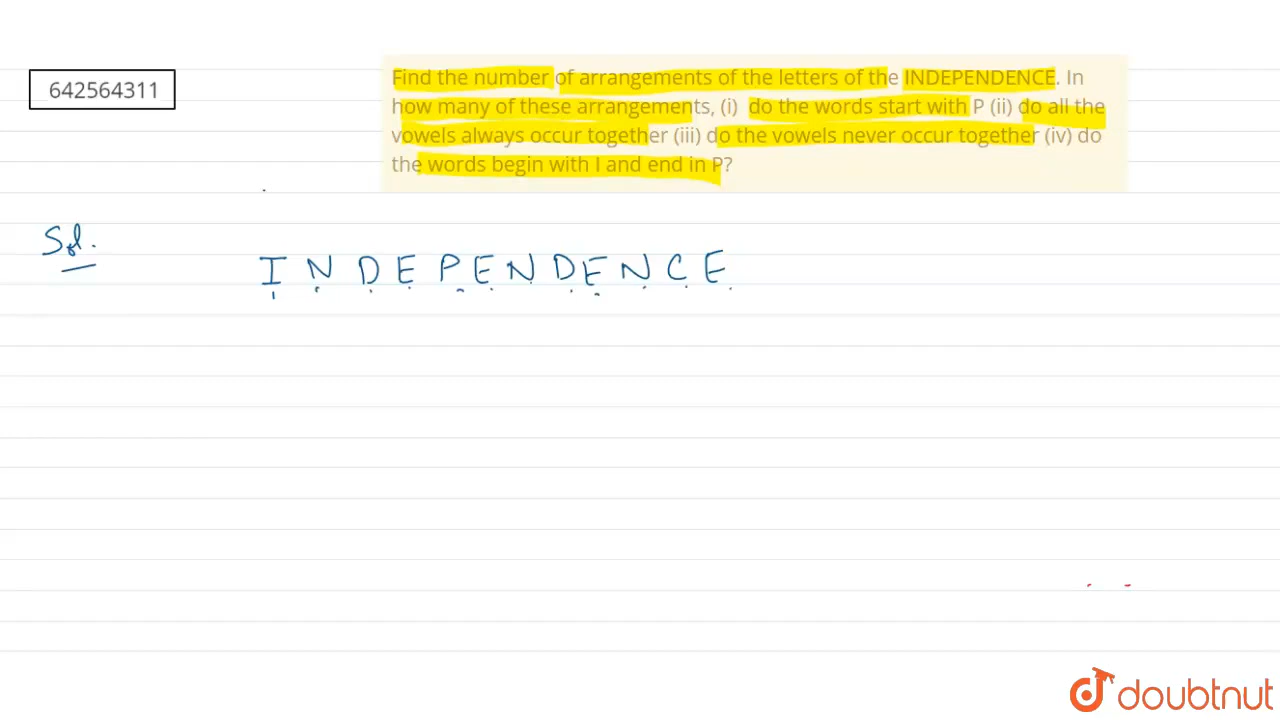 642564311
Find the number of arrangements of the letters of the INDEPENDENCE. In
how many of these arrangements, (i) do the words start with P (ii) do all the
vowels always occur together (iii) do the vowels never occur together (iv) do
the words begin with I and end in P?
Sol.
I N D E P E N D E N C E
doubtnut